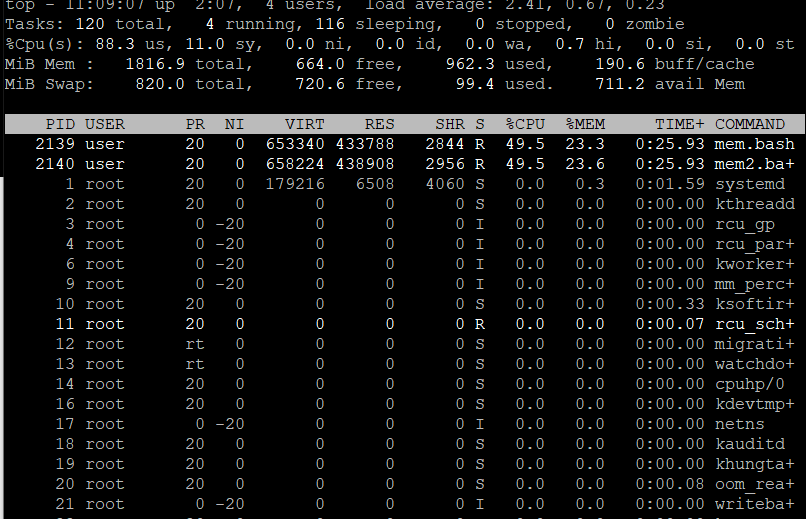 top - 11:09:07 up  2:07,  4 users,  load average: 2.41, 0.67, 0.23
Tasks: 120 total,   4 running, 116 sleeping,   0 stopped,   0 zombie
%Cpu(s): 88.3 us, 11.0 sy,  0.0 ni,  0.0 id,  0.0 wa,  0.7 hi,  0.0 si,  0.0 st
MiB Mem :   1816.9 total,    664.0 free,    962.3 used,    190.6 buff/cache
MiB Swap:    820.0 total,    720.6 free,     99.4 used.    711.2 avail Mem
PID USER      PR  NI    VIRT    RES    SHR S  %CPU  %MEM     TIME+ COMMAND
2139 user      20   0  653340 433788   2844 R  49.5  23.3   0:25.93 mem.bash
2140 user      20   0  658224 438908   2956 R  49.5  23.6   0:25.93 mem2.ba+
1 root      20   0  179216   6508   4060 S   0.0   0.3   0:01.59 systemd
2 root      20   0       0      0      0 S   0.0   0.0   0:00.00 kthreadd
3 root       0 -20       0      0      0 I   0.0   0.0   0:00.00 rcu_gp
4 root       0 -20       0      0      0 I   0.0   0.0   0:00.00 rcu_par+
6 root       0 -20       0      0      0 I   0.0   0.0   0:00.00 kworker+
9 root       0 -20       0      0      0 I   0.0   0.0   0:00.00 mm_perc+
10 root      20   0       0      0      0 S   0.0   0.0   0:00.33 ksoftir+
11 root      20   0       0      0      0 R   0.0   0.0   0:00.07 rcu_sch+
12 root      rt   0       0      0      0 S   0.0   0.0   0:00.00 migrati+
13 root      rt   0       0      0      0 S   0.0   0.0   0:00.00 watchdo+
14 root      20   0       0      0      0 S   0.0   0.0   0:00.00 cpuhp/0
16 root      20   0       0      0      0 S   0.0   0.0   0:00.00 kdevtmp+
17 root       0 -20       0      0      0 I   0.0   0.0   0:00.00 netns
18 root      20   0       0      0      0 S   0.0   0.0   0:00.00 kauditd
19 root      20   0       0      0      0 S   0.0   0.0   0:00.00 khungta+
20 root      20   0       0      0      0 S   0.0   0.0   0:00.08 oom_rea+
21 root       0 -20       0      0      0 I   0.0   0.0   0:00.00 writeba+